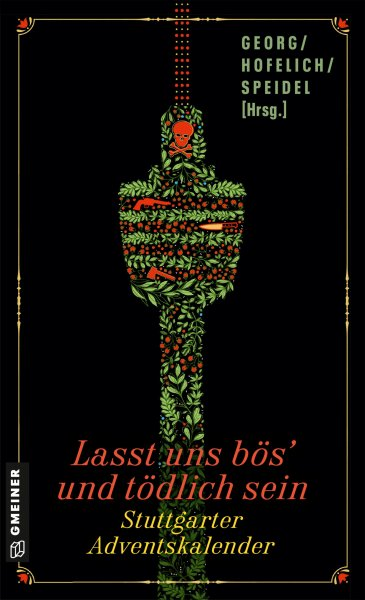 GEORG/
HOFELICH/
SPEIDEL
[Hrsg.]
Lasst uns bös’
und tödlich sein
Stuttgarter
Adventskalender
GMEINER